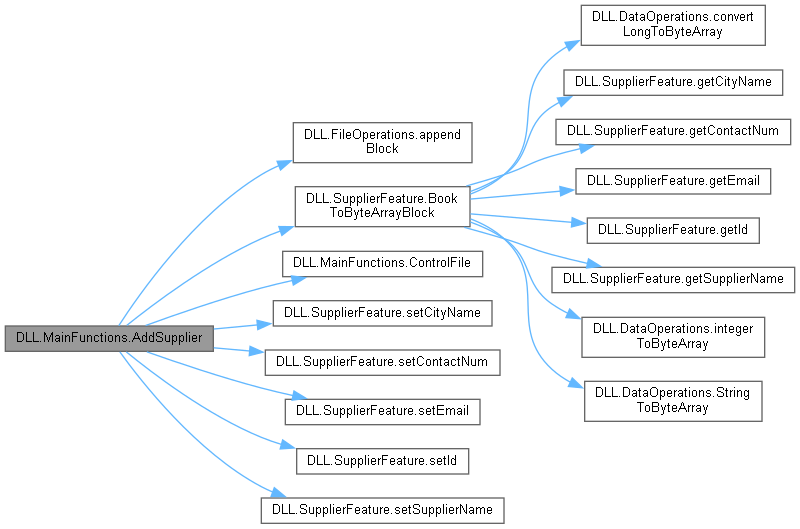 DLL.MainFunctions.AddSupplier
DLL.FileOperations.append
Block
DLL.SupplierFeature.Book
ToByteArrayBlock
DLL.MainFunctions.ControlFile
DLL.SupplierFeature.setCityName
DLL.SupplierFeature.setContactNum
DLL.SupplierFeature.setEmail
DLL.SupplierFeature.setId
DLL.SupplierFeature.setSupplierName
DLL.DataOperations.convert
LongToByteArray
DLL.SupplierFeature.getCityName
DLL.SupplierFeature.getContactNum
DLL.SupplierFeature.getEmail
DLL.SupplierFeature.getId
DLL.SupplierFeature.getSupplierName
DLL.DataOperations.integer
ToByteArray
DLL.DataOperations.String
ToByteArray